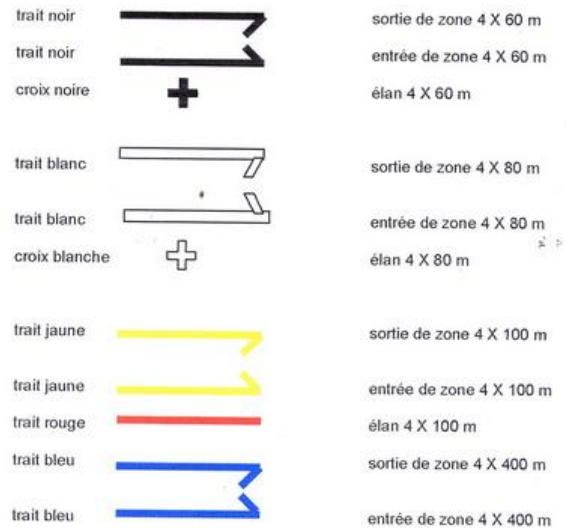 trait noir sortie de zone 4 X 60 m
trait noir entrée de zone 4 X 60 m
croix noire élan 4 X 60 m
trait blanc sortie de zone 4 X 80 m
trait blanc entrée de zone 4 X 80 m
croix blanche élan 4 X 80 m
trait jaune sortie de zone 4 X 100 m
trait jaune entrée de zone 4 X 100 m
trait rouge élan 4 X 100 m
trait bleu sortie de zone 4 X 400 m
trait bleu entrée de zone 4 X 400 m